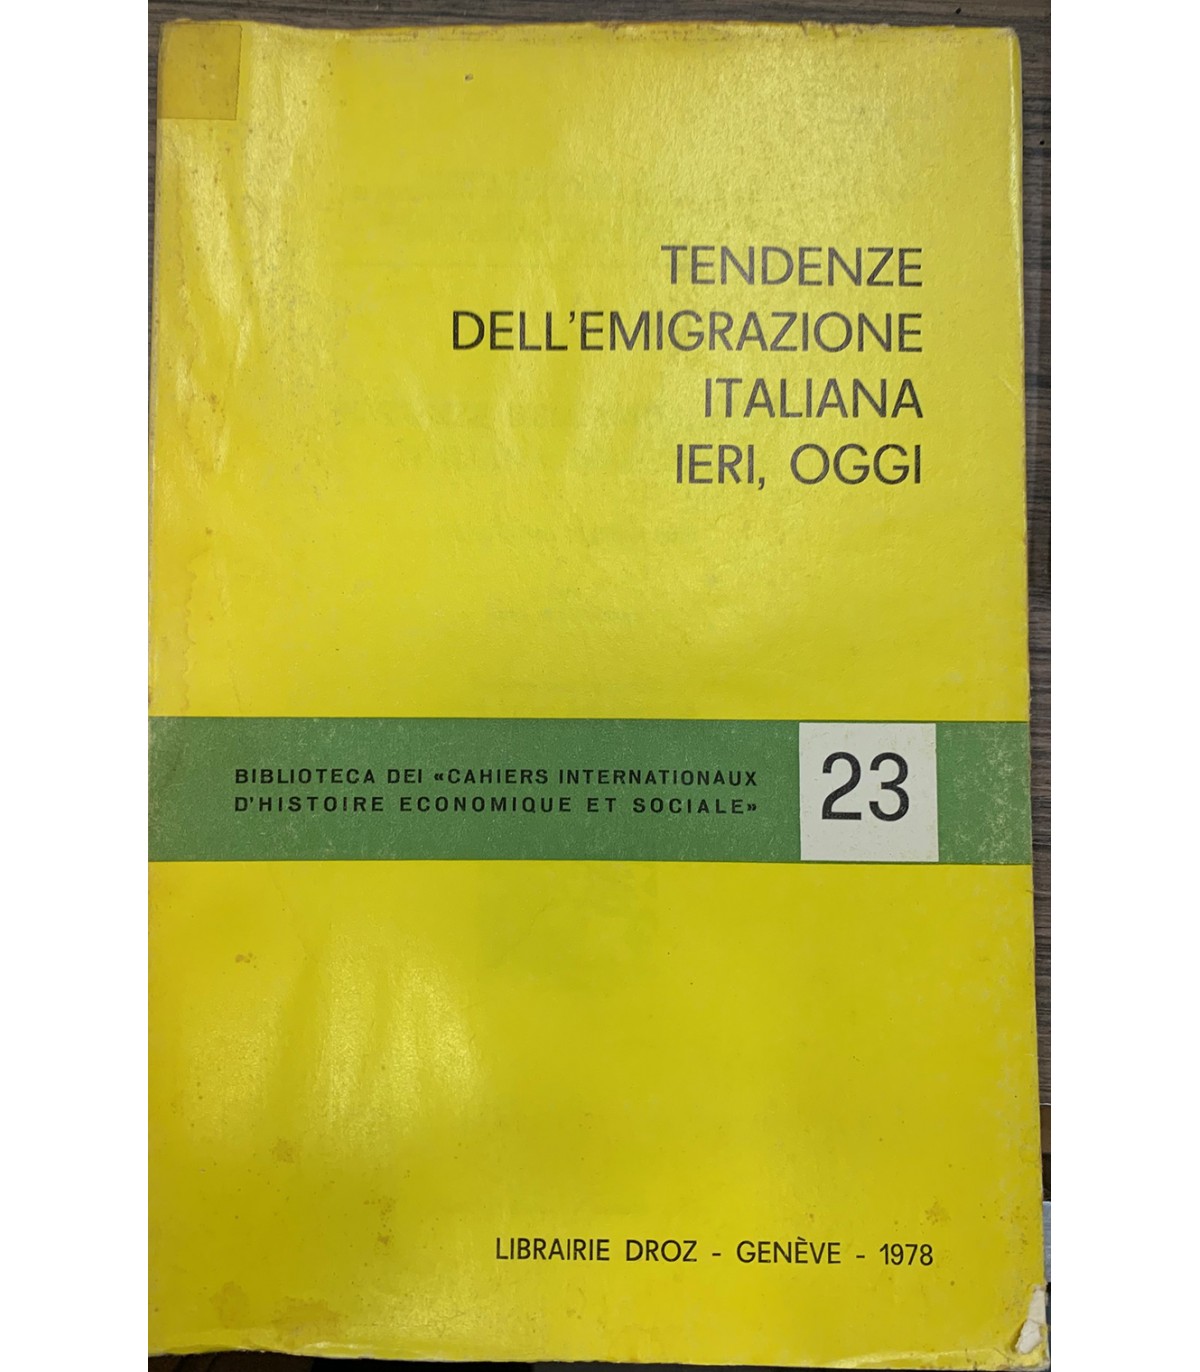 TENDENZE
DELL'EMIGRAZIONE
ITALIANA
IERI, OGGI
BIBLIOTECA DEI «CAHIERS INTERNATIONAUX
D'HISTOIRE ECONOMIQUE ET SOCIALE»
23
LIBRAIRIE DROZ - GENÈVE - 1978